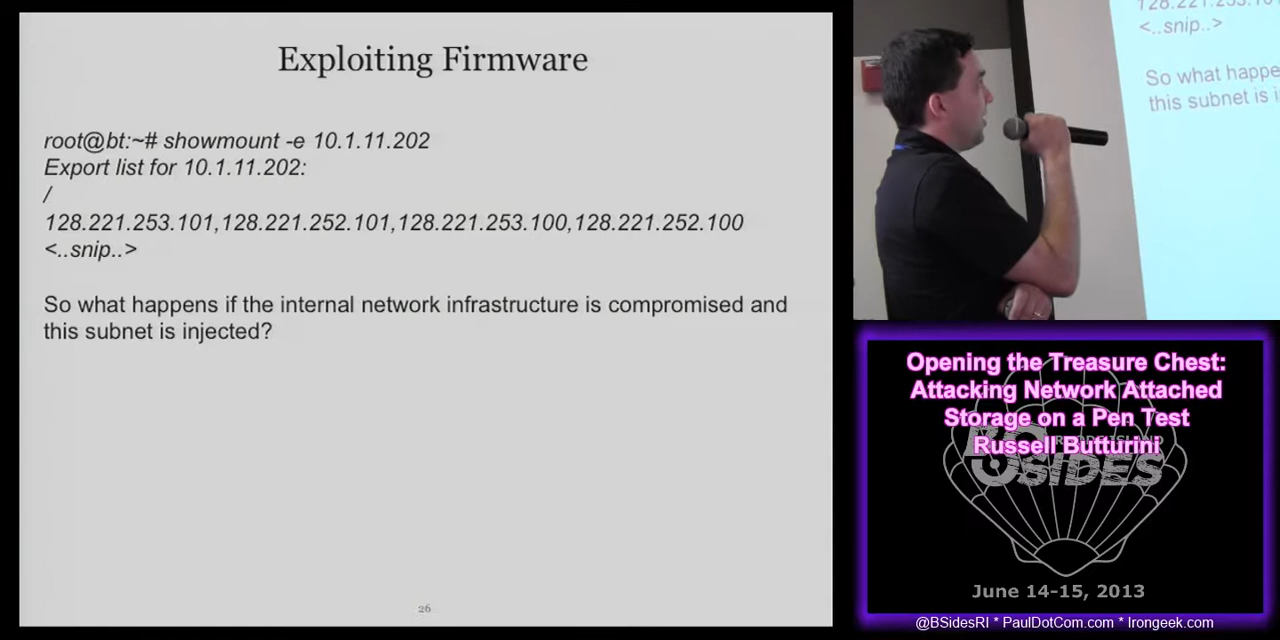 Exploiting Firmware
root@bt:~# showmount -e 10.1.11.202
Export list for 10.1.11.202:
/
128.221.253.101,128.221.252.101,128.221.253.100,128.221.252.100
<..snip..>
So what happens if the internal network infrastructure is compromised and
this subnet is injected?
26
<..snip..>
So what happe
this subnet is i
Opening the Treasure Chest:
Attacking Network Attached
Storage on a Pen Test
Russell Butturini
BSIDES
June 14-15, 2013
@BSidesRI * PaulDotCom.com * Irongeek.com